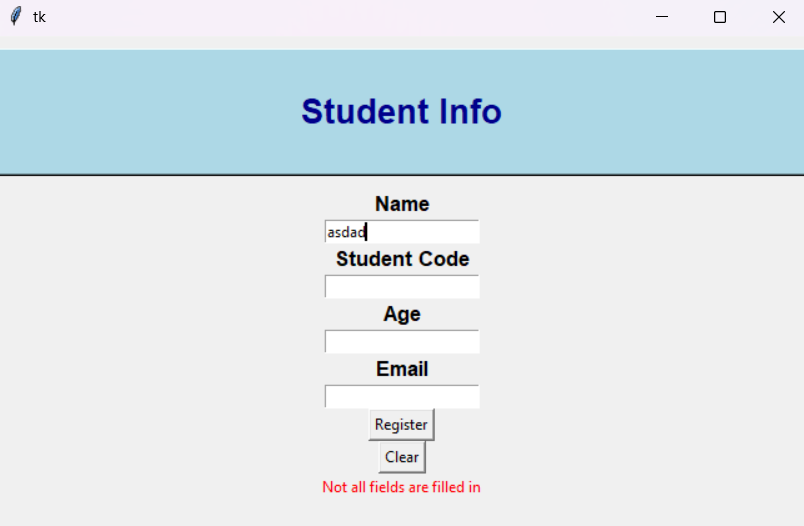 tk
Student Info
Name
asdad
Student Code
Age
Email
Register
Clear
Not all fields are filled in